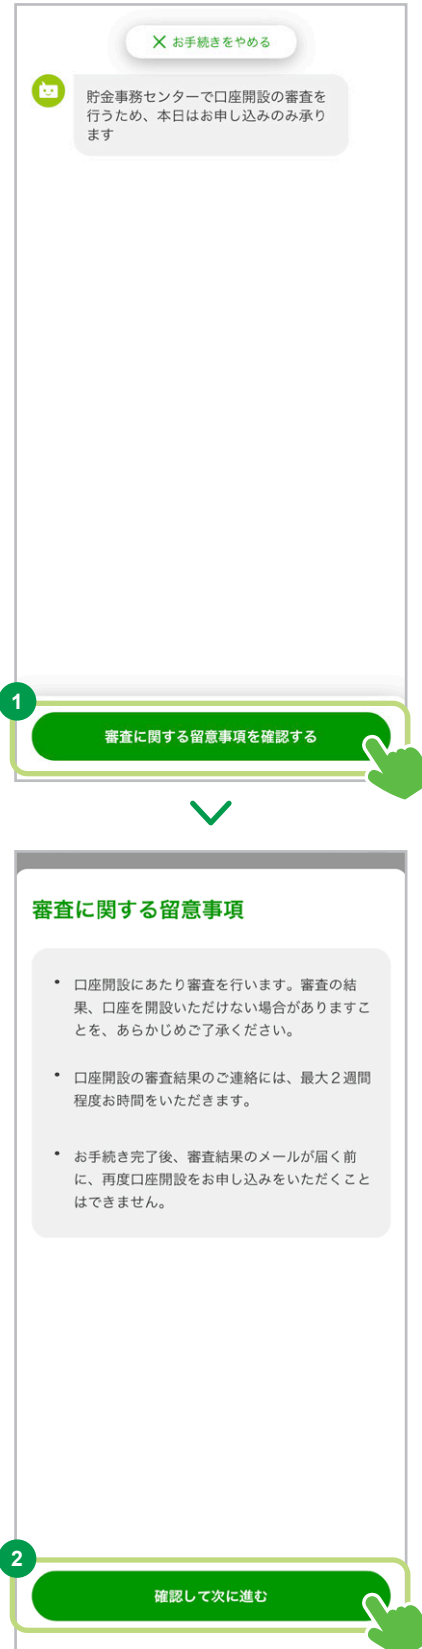 お手続きをやめる
貯金事務センターで口座開設の審査を
行うため、本日はお申し込みのみ承り
ます
1
審査に関する留意事項を確認する
審査に関する留意事項
• 口座開設にあたり審査を行います。審査の結
果、口座を開設いただけない場合がありますこ
とを、あらかじめご了承ください。
• 口座開設の審査結果のご連絡には、最大２週間
程度お時間をいただきます。
• お手続き完了後、審査結果のメールが届く前
に、再度口座開設をお申し込みをいただくこと
はできません。
2
確認して次に進む